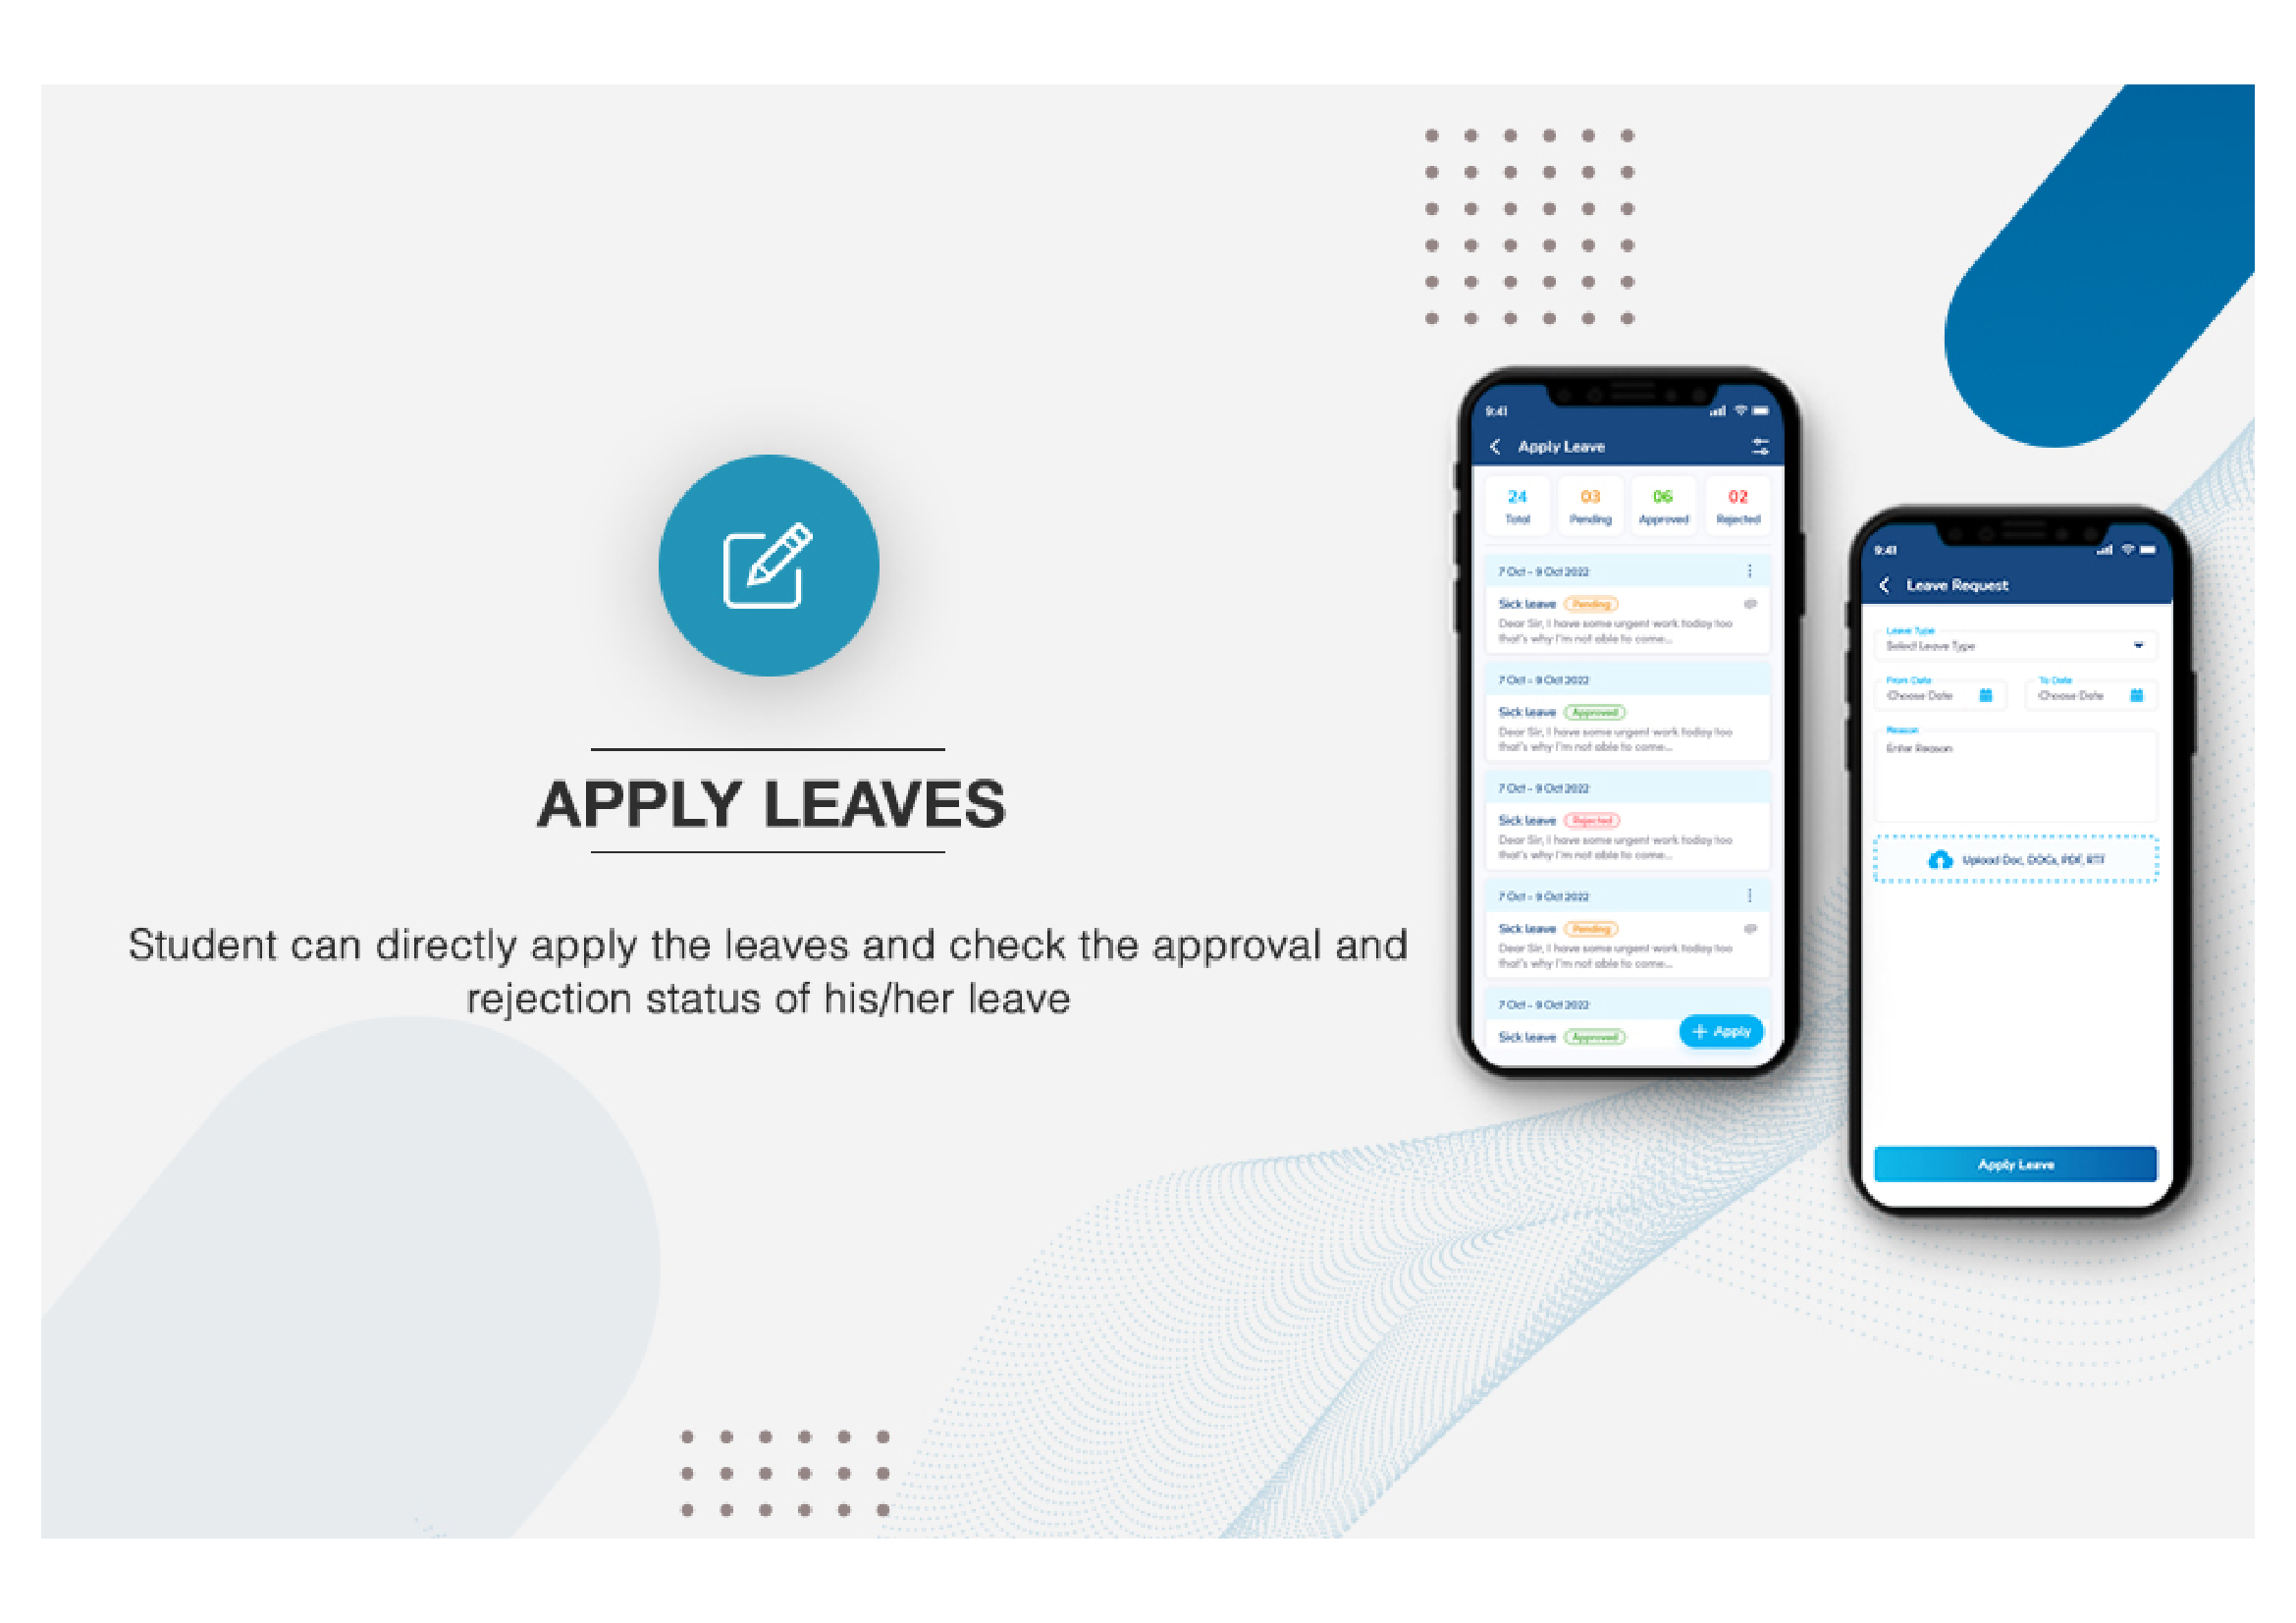 APPLY LEAVES
Student can directly apply the leaves and check the approval and
rejection status of his/her leave
9:41
Apply Leave
24 03 06 02
Total Pending Approved Rejected
7 Oct - 9 Oct 2022
Sick leave Pending
Dear Sir, I have some urgent work today too
that's why I'm not able to come...
7 Oct - 9 Oct 2022
Sick leave Approved
Dear Sir, I have some urgent work today too
that's why I'm not able to come...
7 Oct - 9 Oct 2022
Sick leave Rejected
Dear Sir, I have some urgent work today too
that's why I'm not able to come...
7 Oct - 9 Oct 2022
Sick leave Pending
Dear Sir, I have some urgent work today too
that's why I'm not able to come...
7 Oct - 9 Oct 2022
Sick leave Approved
+ Apply
9:41
Leave Request
Leave Type
Select Leave Type
From Date To Date
Choose Date Choose Date
Reason
Enter Reason
Upload Doc, DOCx, PDF, RTF
Apply Leave